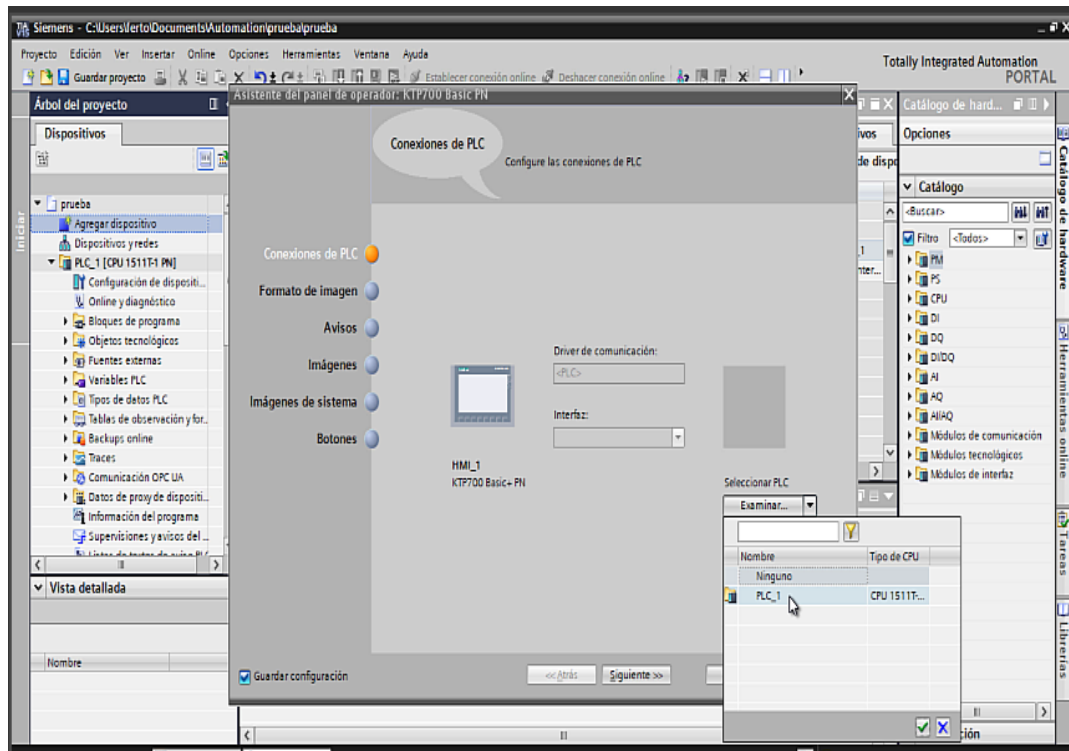 Siemens - C:\Users\ferto\Documents\Automation\prueba\prueba
Proyecto Edición Ver Insertar Online Opciones Herramientas Ventana Ayuda
Guardar proyecto
Establecer conexión online
Deshacer conexión online
Totally Integrated Automation
PORTAL
Iniciar
Árbol del proyecto
Dispositivos
prueba
Agregar dispositivo
Dispositivos y redes
PLC_1 [CPU 1511T-1 PN]
Configuración de dispositi...
Online y diagnóstico
Bloques de programa
Objetos tecnológicos
Fuentes externas
Variables PLC
Tipos de datos PLC
Tablas de observación y for..
Backups online
Traces
Comunicación OPC UA
Datos de proxy de dispositi...
Información del programa
Supervisiones y avisos del ...
Vista detallada
Nombre
Asistente del panel de operador: KTP700 Basic PN
Conexiones de PLC
Configure las conexiones de PLC
Conexiones de PLC
Formato de imagen
Avisos
Imágenes
Imágenes de sistema
Botones
Driver de comunicación:
<PLC>
Interfaz:
HMI_1
KTP700 Basic+ PN
Seleccionar PLC
Examinar...
Nombre Tipo de CPU
Ninguno
PLC_1 CPU 1511T-...
Guardar configuración
<< Atrás
Siguiente >>
ivos
de dispo
_1
nter...
Catálogo de hard...
Opciones
Catálogo
<Buscar>
Filtro <Todos>
PM
PS
CPU
DI
DQ
DI/DQ
AI
AQ
AI/AQ
Módulos de comunicación
Módulos tecnológicos
Módulos de interfaz
ción
Catálogo de hardware
Herramientas online
Tareas
Librerías